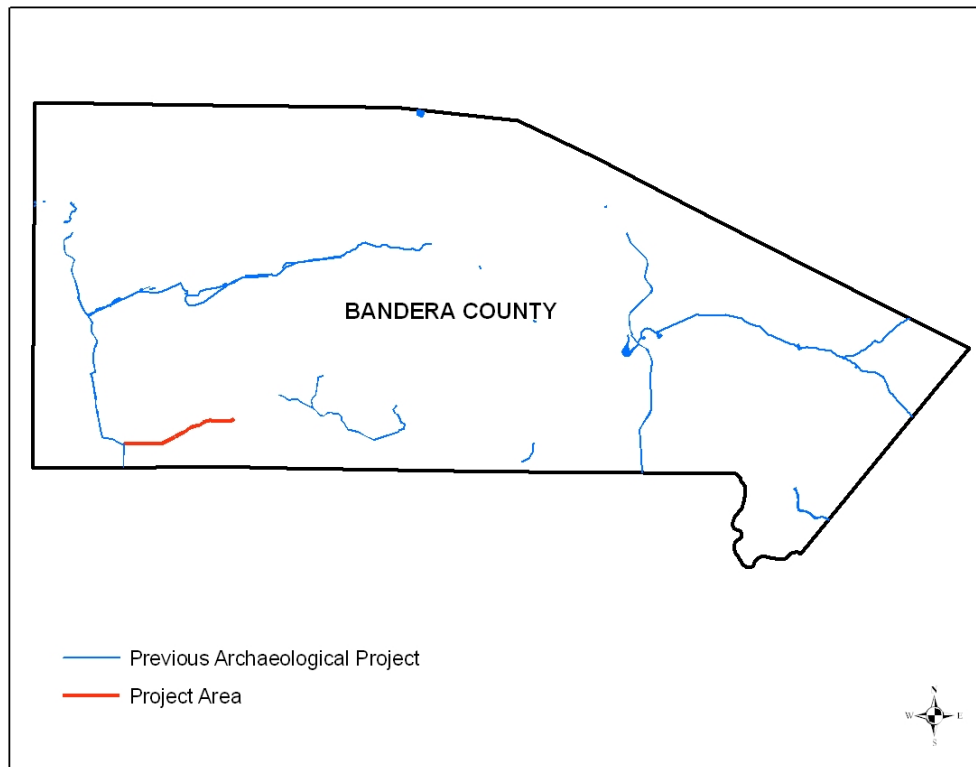 BANDERA COUNTY
Previous Archaeological Project
Project Area
N
W E
S